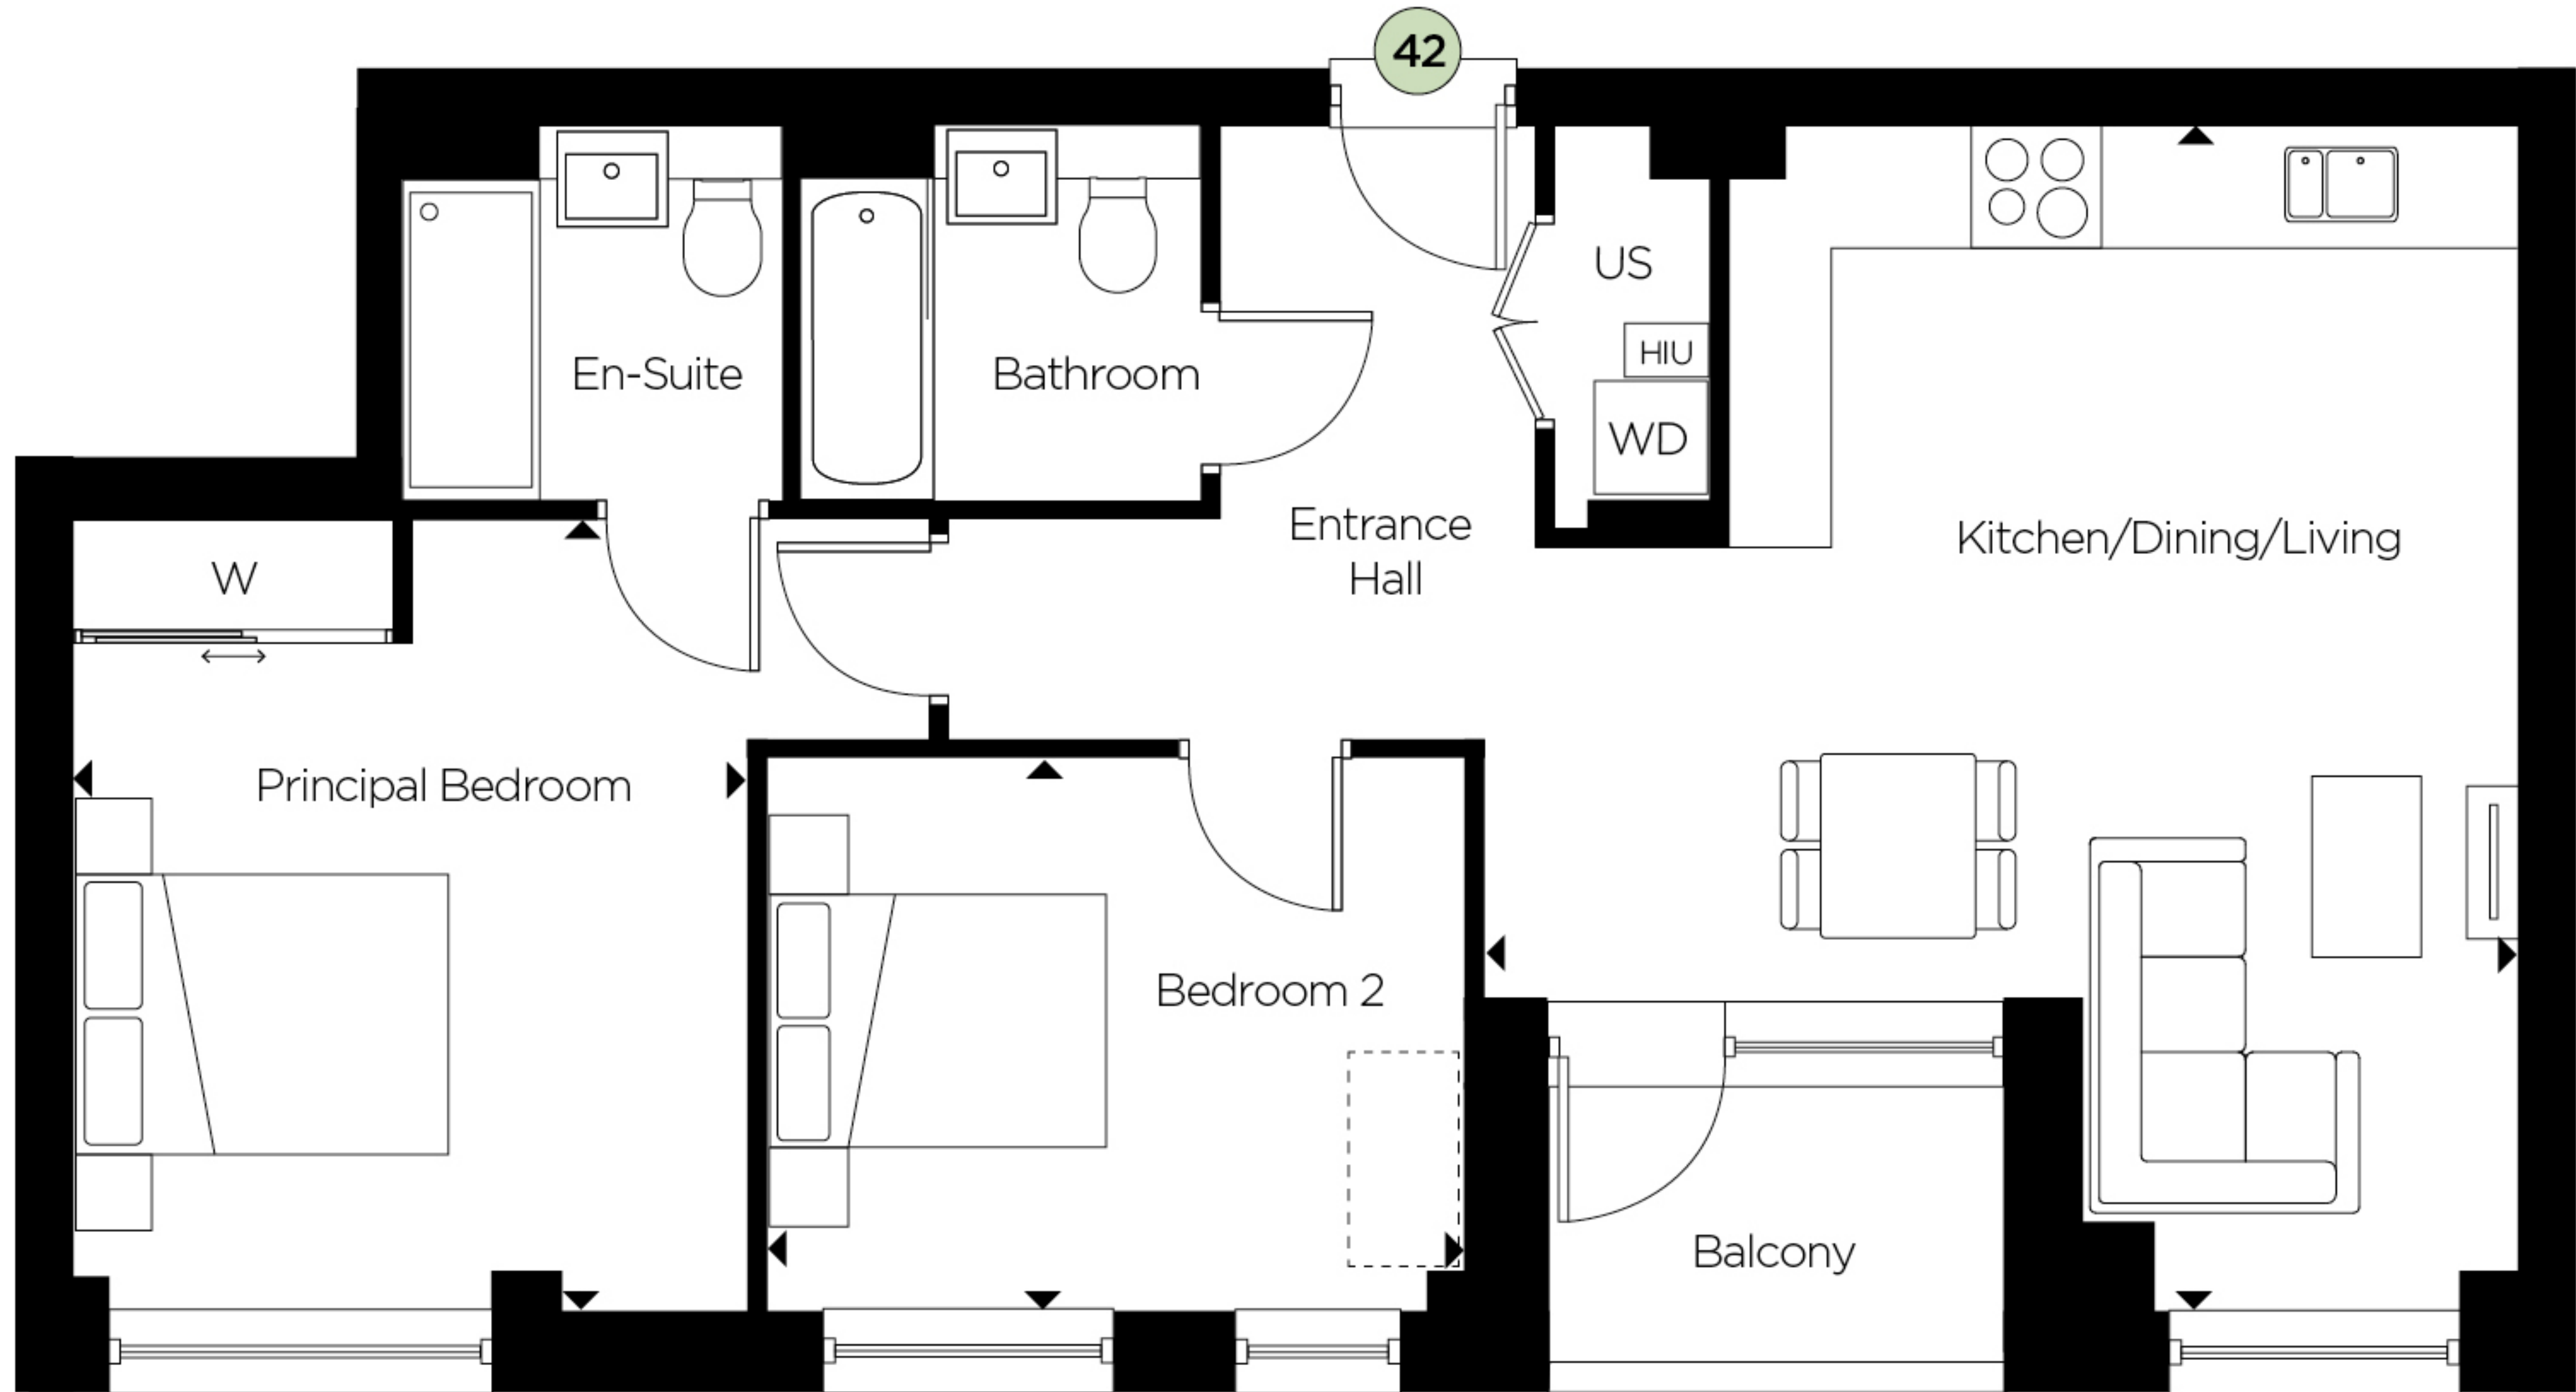 42
US
HIU
WD
En-Suite
Bathroom
Entrance
Hall
Kitchen/Dining/Living
W
Principal Bedroom
Bedroom 2
Balcony